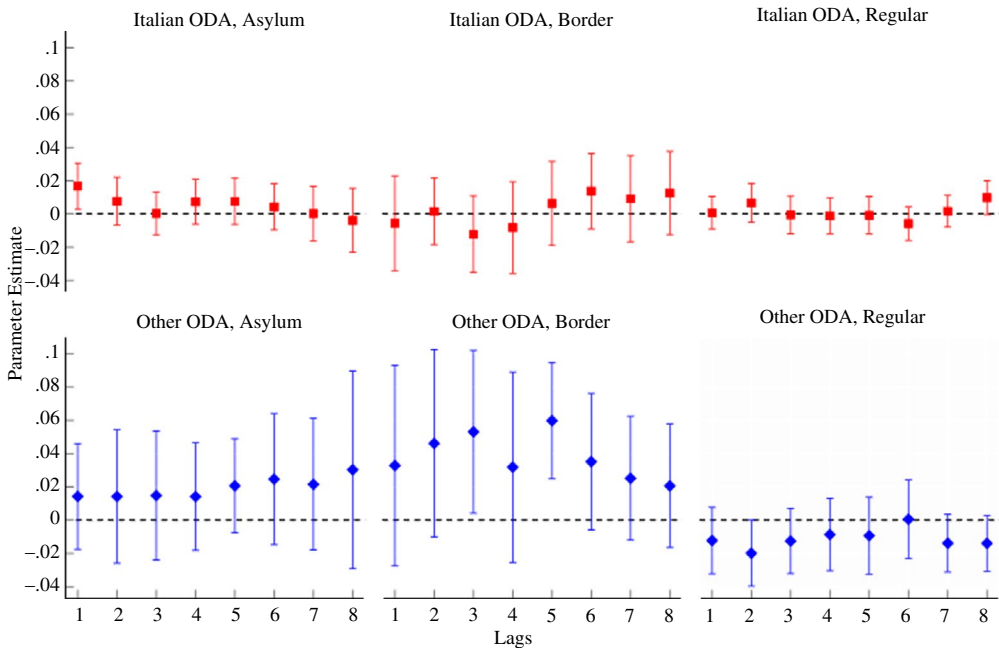 Italian ODA, Asylum
Italian ODA, Border
Italian ODA, Regular
.1
.08
.06
.04
.02
0
–.02
–.04
Parameter Estimate
Other ODA, Asylum
Other ODA, Border
Other ODA, Regular
.1
.08
.06
.04
.02
0
–.02
–.04
1 2 3 4 5 6 7 8
1 2 3 4 5 6 7 8
1 2 3 4 5 6 7 8
Lags